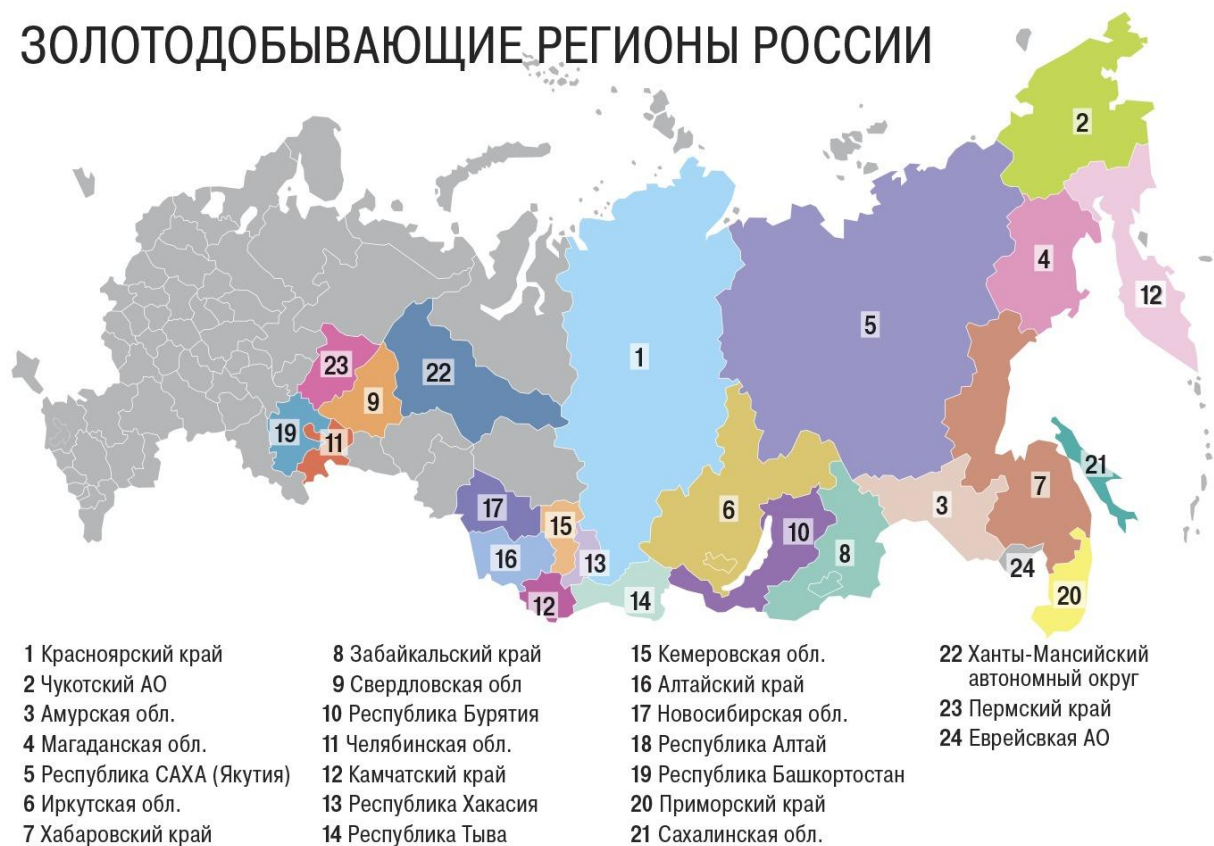 ЗОЛОТОДОБЫВАЮЩИЕ РЕГИОНЫ РОССИИ
2
4
12
5
1
23
22
9
19
11
21
7
3
6
17
15
10
16
13
8
24
12
14
20
1 Красноярский край
2 Чукотский АО
3 Амурская обл.
4 Магаданская обл.
5 Республика САХА (Якутия)
6 Иркутская обл.
7 Хабаровский край
8 Забайкальский край
9 Свердловская обл
10 Республика Бурятия
11 Челябинская обл.
12 Камчатский край
13 Республика Хакасия
14 Республика Тыва
15 Кемеровская обл.
16 Алтайский край
17 Новосибирская обл.
18 Республика Алтай
19 Республика Башкортостан
20 Приморский край
21 Сахалинская обл.
22 Ханты-Мансийский
автономный округ
23 Пермский край
24 Еврейсвкая АО